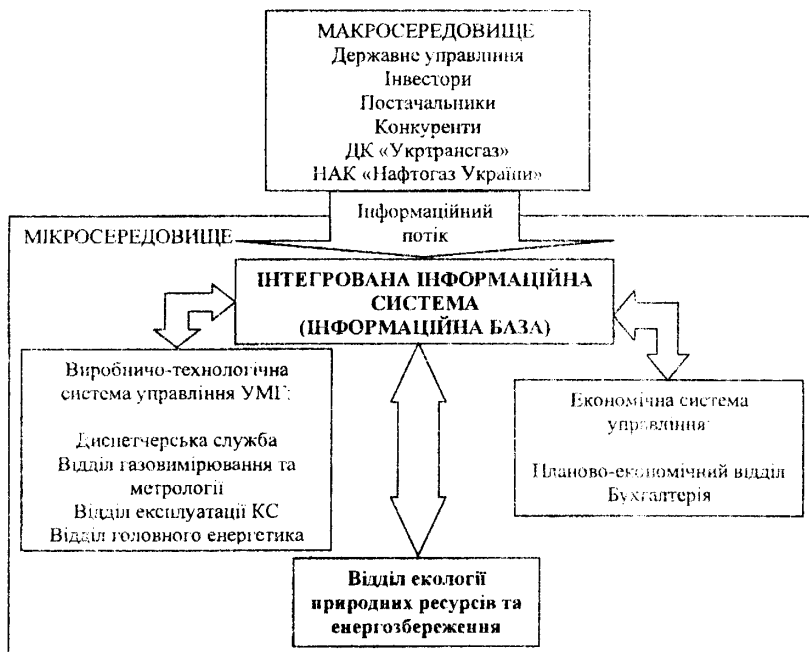 МАКРОСЕРЕДОВИЩЕ
Державне управління
Інвестори
Постачальники
Конкуренти
ДК «Укртрансгаз»
НАК «Нафтогаз України»
Інформаційний
потік
МІКРОСЕРЕДОВИЩЕ
ІНТЕГРОВАНА ІНФОРМАЦІЙНА
СИСТЕМА
(ІНФОРМАЦІЙНА БАЗА)
Виробничо-технологічна
система управління УМГ:
Диспетчерська служба
Відділ газовимірювання та
метрології
Відділ експлуатації КС
Відділ головного енергетика
Економічна система
управління:
Планово-економічний відділ
Бухгалтерія
Відділ екології
природних ресурсів та
енергозбереження